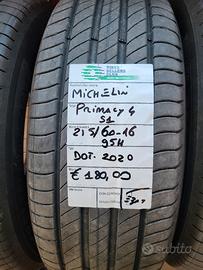 MICHELIN
PRIMACY 4
S1
215/60-16
95H
DOT. 2020
€ 180,00
subito